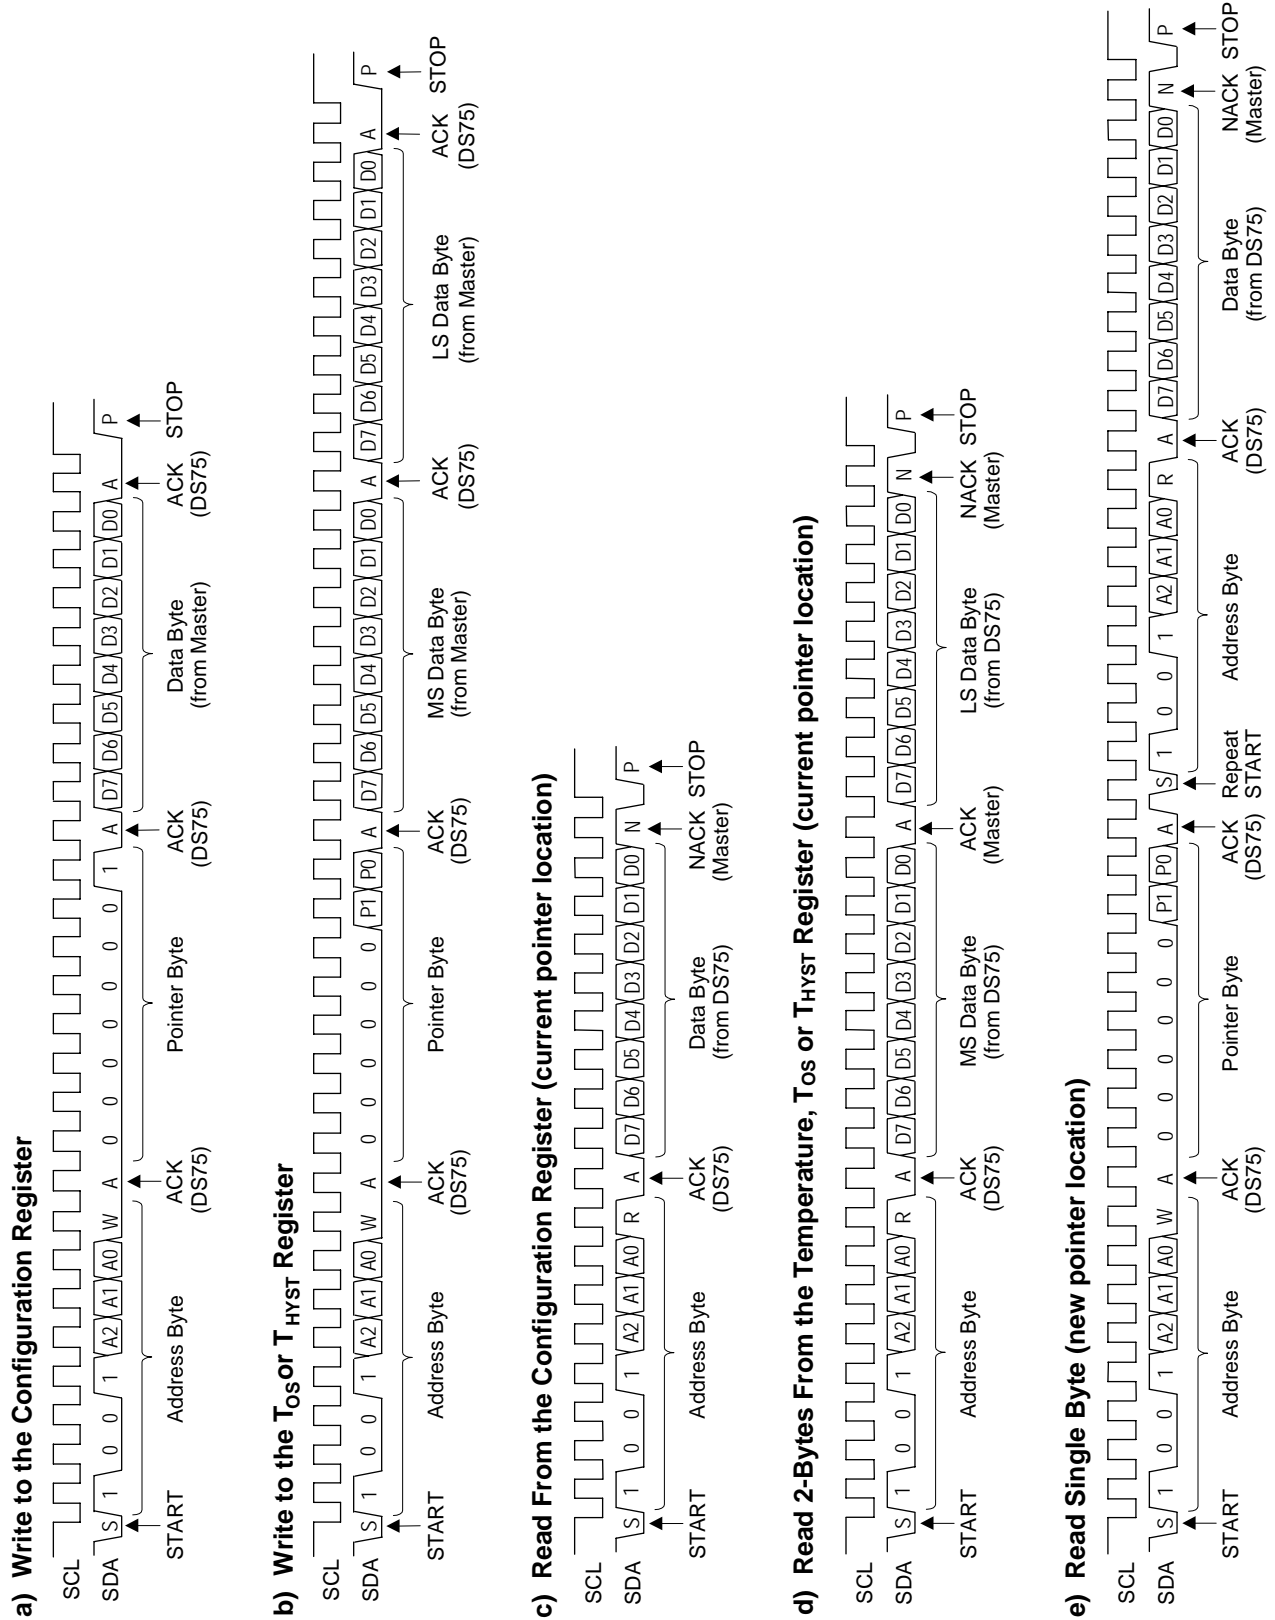 a) Write to the Configuration Register
SCL
SDA S 1 0 0 1 A2 A1 A0 W A 0 0 0 0 0 0 0 1 A D7 D6 D5 D4 D3 D2 D1 D0 A P
START Address Byte ACK (DS75) Pointer Byte ACK (DS75) Data Byte (from Master) ACK (DS75) STOP
b) Write to the TOS or THYST Register
SCL
SDA S 1 0 0 1 A2 A1 A0 W A 0 0 0 0 0 0 P1 P0 A D7 D6 D5 D4 D3 D2 D1 D0 A D7 D6 D5 D4 D3 D2 D1 D0 A P
START Address Byte ACK (DS75) Pointer Byte ACK (DS75) MS Data Byte (from Master) ACK (DS75) LS Data Byte (from Master) ACK (DS75) STOP
c) Read From the Configuration Register (current pointer location)
SCL
SDA S 1 0 0 1 A2 A1 A0 R A D7 D6 D5 D4 D3 D2 D1 D0 N P
START Address Byte ACK (DS75) Data Byte (from DS75) NACK (Master) STOP
d) Read 2-Bytes From the Temperature, TOS or THYST Register (current pointer location)
SCL
SDA S 1 0 0 1 A2 A1 A0 R A D7 D6 D5 D4 D3 D2 D1 D0 A D7 D6 D5 D4 D3 D2 D1 D0 N P
START Address Byte ACK (DS75) MS Data Byte (from DS75) ACK (Master) LS Data Byte (from DS75) NACK (Master) STOP
e) Read Single Byte (new pointer location)
SCL
SDA S 1 0 0 1 A2 A1 A0 W A 0 0 0 0 0 0 P1 P0 A S 1 0 0 1 A2 A1 A0 R A D7 D6 D5 D4 D3 D2 D1 D0 N P
START Address Byte ACK (DS75) Pointer Byte ACK (DS75) Repeat START Address Byte ACK (DS75) Data Byte (from DS75) NACK (Master) STOP